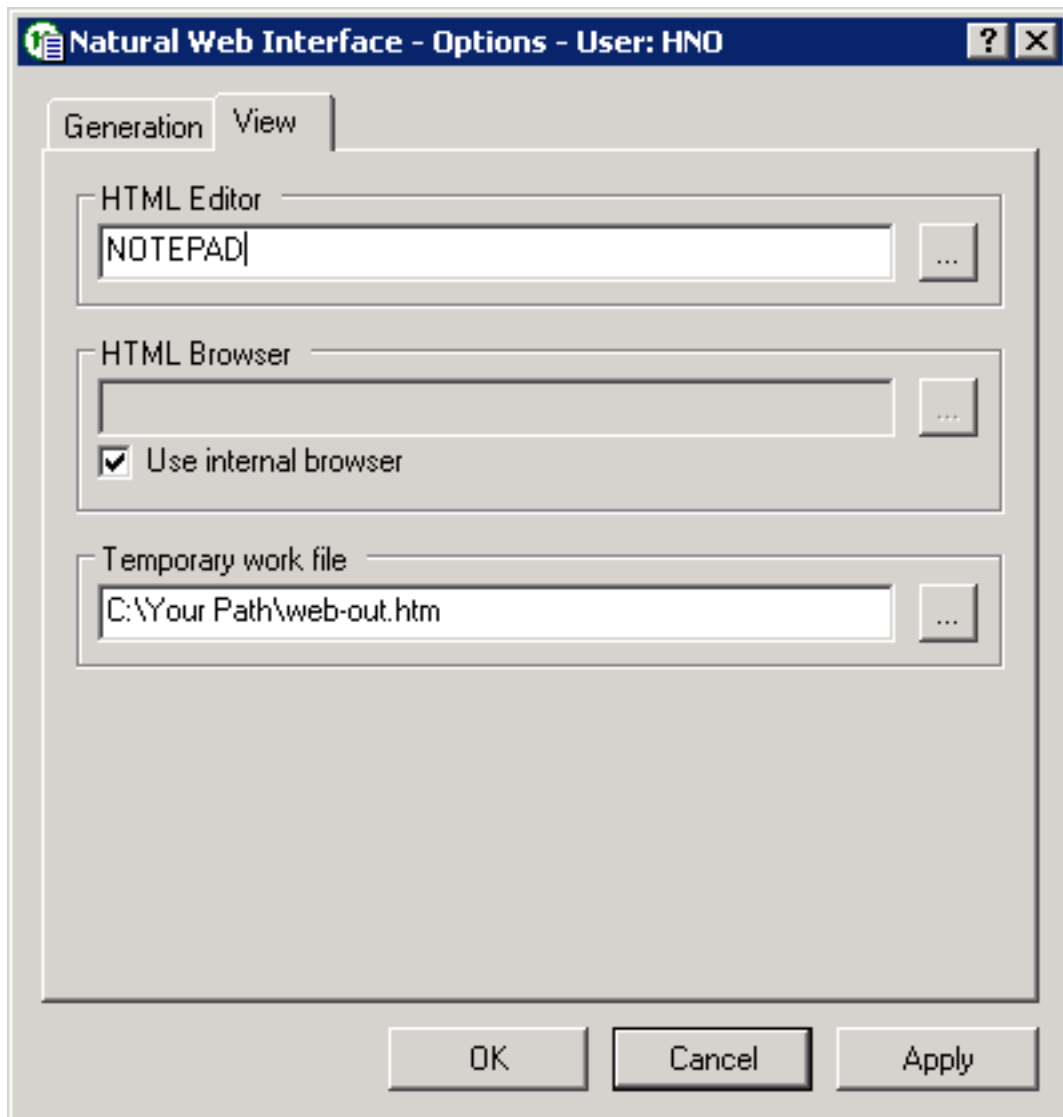 Natural Web Interface - Options - User: HNO
Generation View
HTML Editor
NOTEPAD
...
HTML Browser
...
Use internal browser
Temporary work file
C:\Your Path\web-out.htm
...
OK Cancel Apply